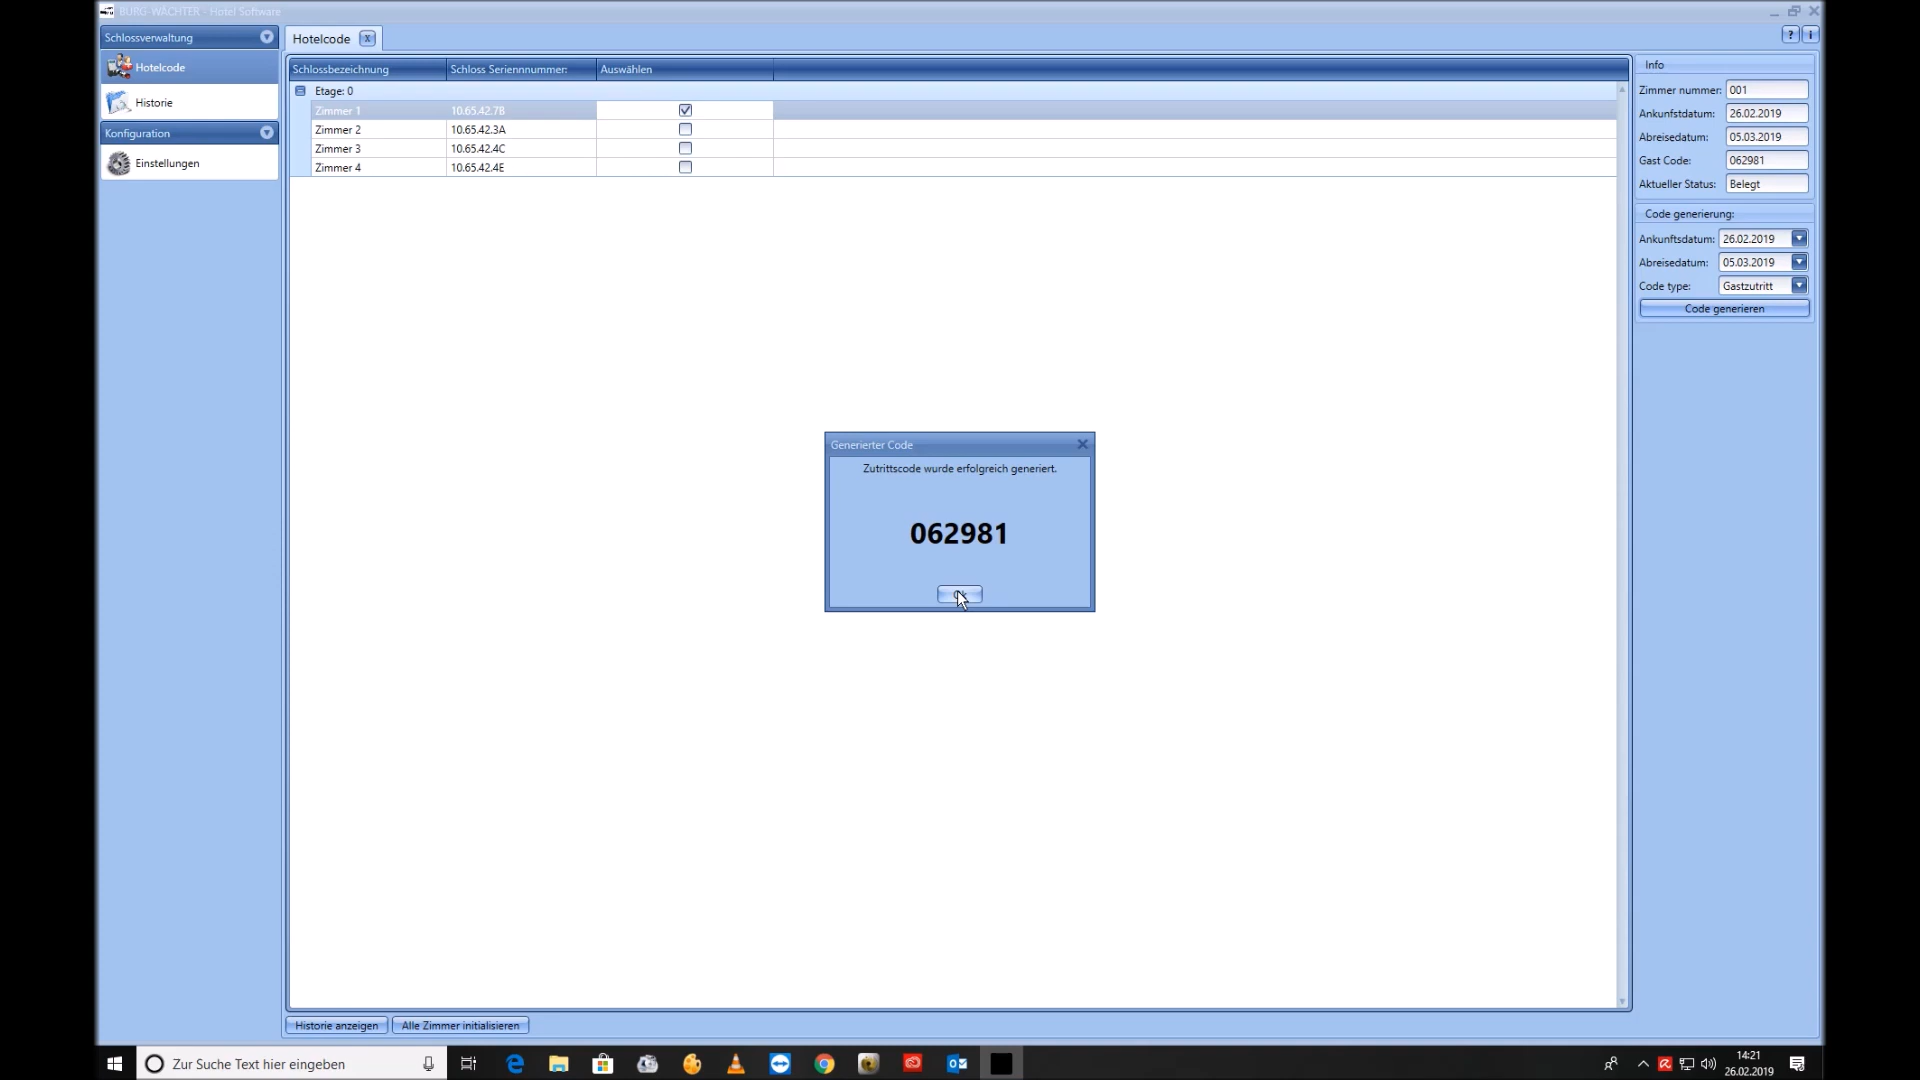 BURG-WÄCHTER - Hotel Software
Schlossverwaltung
Hotelcode
Historie
Konfiguration
Einstellungen
Hotelcode x
Schlossbezeichnung Schloss Seriennnummer: Auswählen
Etage: 0
Zimmer 1 10.65.42.7B
Zimmer 2 10.65.42.3A
Zimmer 3 10.65.42.4C
Zimmer 4 10.65.42.4E
Generierter Code
Zutrittscode wurde erfolgreich generiert.
062981
? i
Info
Zimmer nummer: 001
Ankunfstdatum: 26.02.2019
Abreisedatum: 05.03.2019
Gast Code: 062981
Aktueller Status: Belegt
Code generierung:
Ankunftsdatum: 26.02.2019
Abreisedatum: 05.03.2019
Code type: Gastzutritt
Code generieren
Historie anzeigen Alle Zimmer initialisieren
Zur Suche Text hier eingeben
14:21
26.02.2019